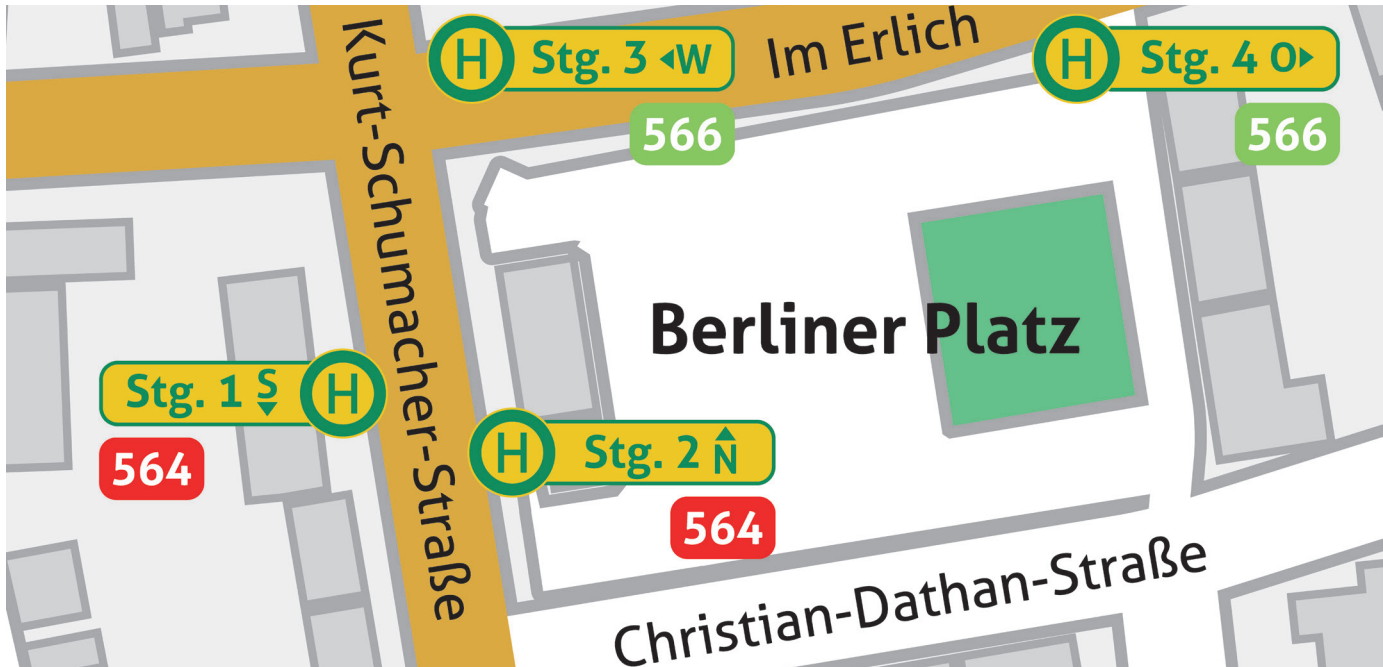 Kurt-Schumacher-Straße
H Stg. 3 ◂W
566
Im Erlich
H Stg. 4 O▸
566
Berliner Platz
Stg. 1 S▾ H
564
H Stg. 2 ▴N
564
Christian-Dathan-Straße